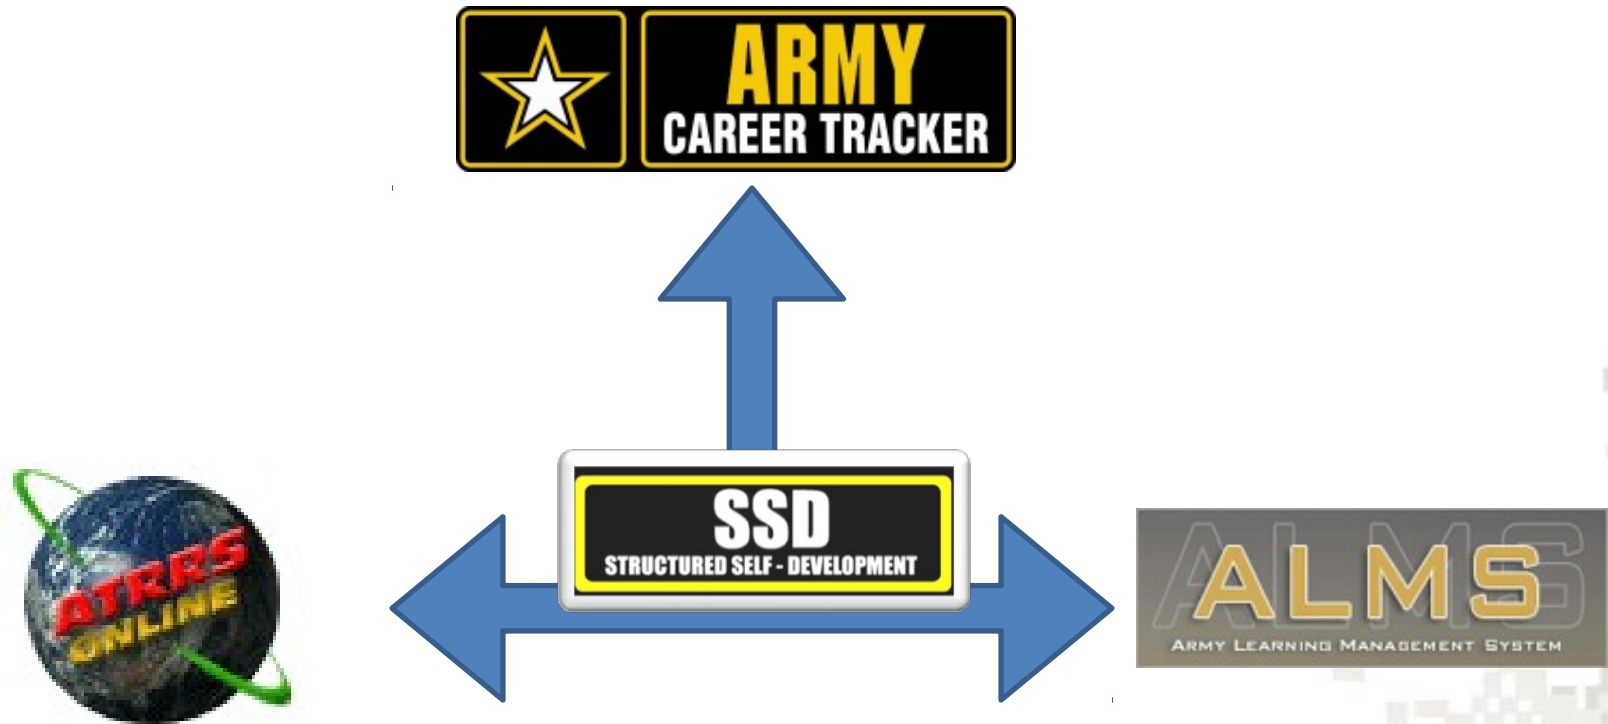 ARMY
CAREER TRACKER
SSD
STRUCTURED SELF - DEVELOPMENT
ATRRS
ONLINE
ALMS
ARMY LEARNING MANAGEMENT SYSTEM